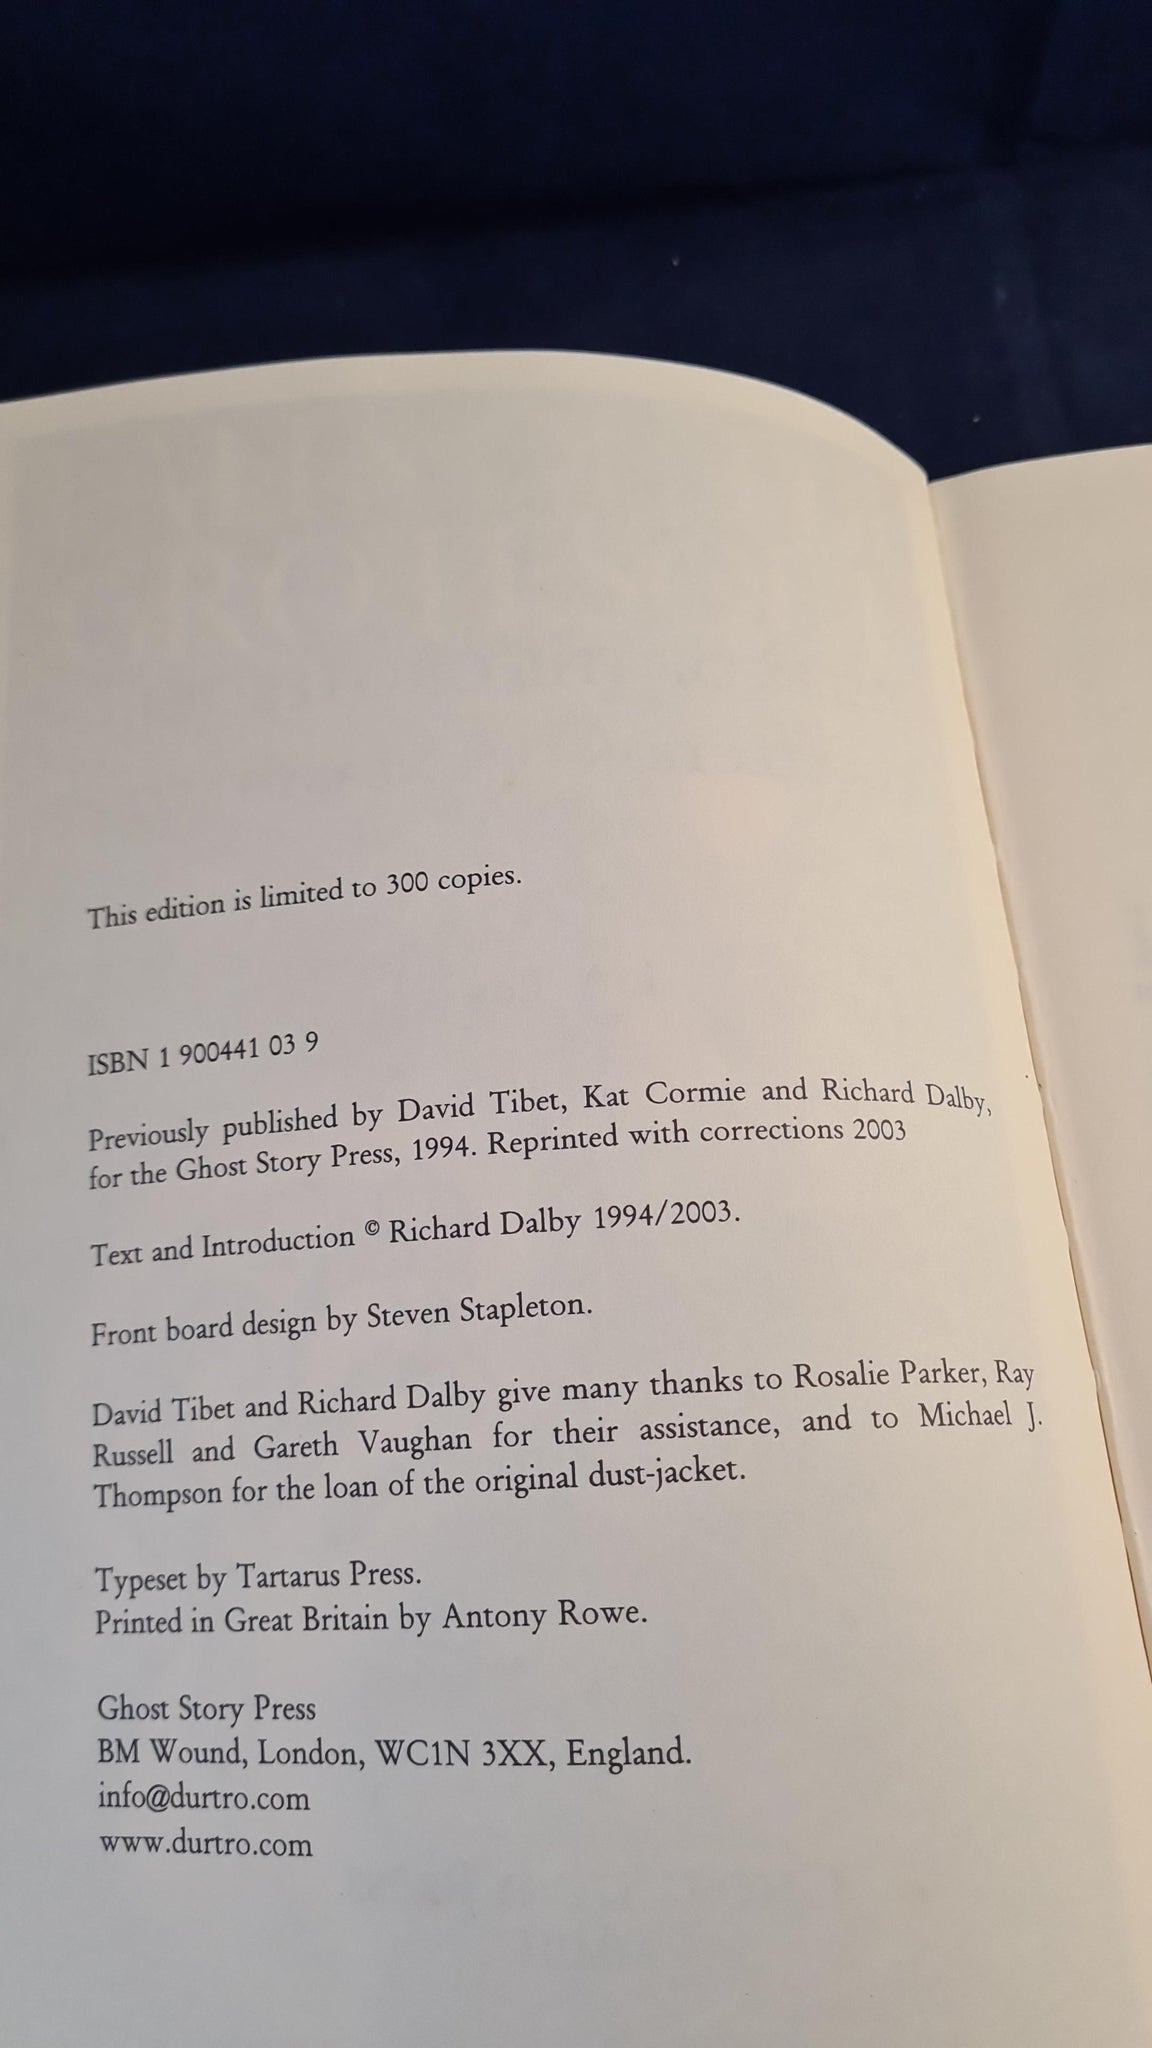 This edition is limited to 300 copies.
ISBN 1 900441 03 9
Previously published by David Tibet, Kat Cormie and Richard Dalby,
for the Ghost Story Press, 1994. Reprinted with corrections 2003
Text and Introduction © Richard Dalby 1994/2003.
Front board design by Steven Stapleton.
David Tibet and Richard Dalby give many thanks to Rosalie Parker, Ray
Russell and Gareth Vaughan for their assistance, and to Michael J.
Thompson for the loan of the original dust-jacket.
Typeset by Tartarus Press.
Printed in Great Britain by Antony Rowe.
Ghost Story Press
BM Wound, London, WC1N 3XX, England.
info@durtro.com
www.durtro.com